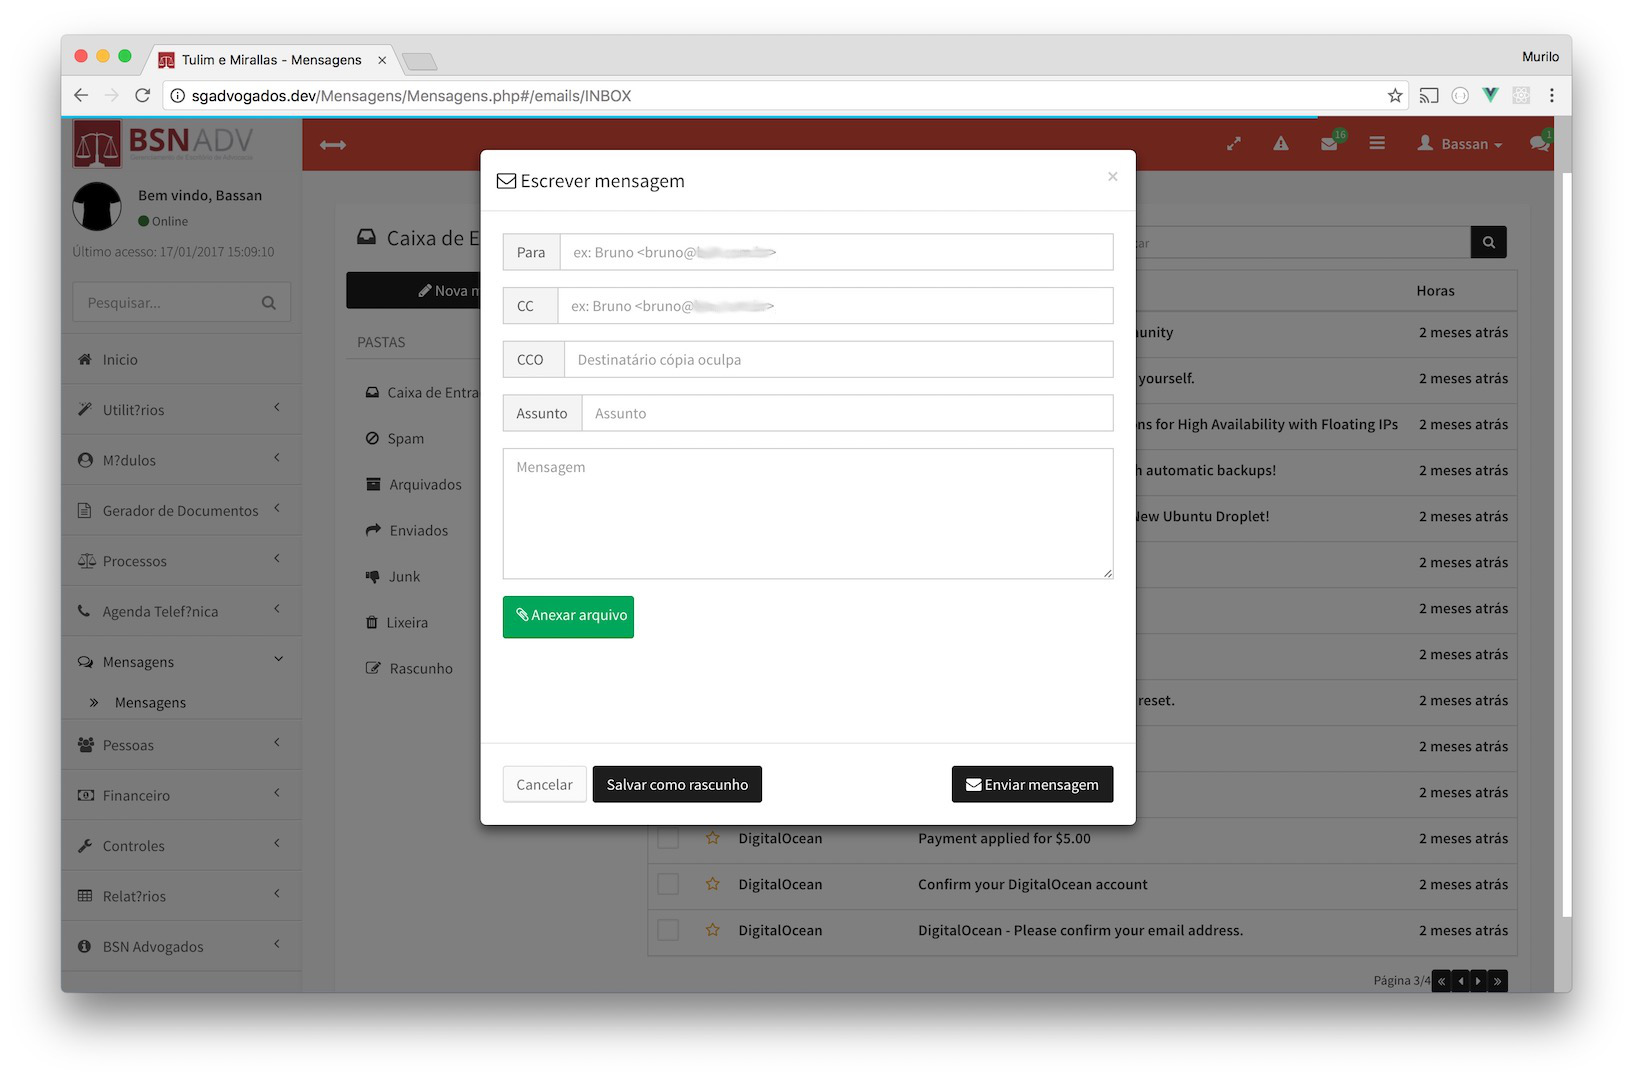 Tulim e Mirallas - Mensagens
Murilo
sgadvogados.dev/Mensagens/Mensagens.php#/emails/INBOX
BSN ADV
Bem vindo, Bassan
Online
Último acesso: 17/01/2017 15:09:10
Pesquisar...
Inicio
Utilit?rios
M?dulos
Gerador de Documentos
Processos
Agenda Telef?nica
Mensagens
Mensagens
Pessoas
Financeiro
Controles
Relat?rios
BSN Advogados
16
Bassan
1
Caixa de E
Nova m
PASTAS
Caixa de Entra
Spam
Arquivados
Enviados
Junk
Lixeira
Rascunho
Escrever mensagem
×
Para ex: Bruno <bruno@ >
CC ex: Bruno <bruno@ >
CCO Destinatário cópia oculpa
Assunto Assunto
Mensagem
Anexar arquivo
Cancelar Salvar como rascunho Enviar mensagem
car
Horas
unity 2 meses atrás
yourself. 2 meses atrás
ns for High Availability with Floating IPs 2 meses atrás
h automatic backups! 2 meses atrás
New Ubuntu Droplet! 2 meses atrás
2 meses atrás
2 meses atrás
2 meses atrás
reset. 2 meses atrás
2 meses atrás
2 meses atrás
DigitalOcean Payment applied for $5.00 2 meses atrás
DigitalOcean Confirm your DigitalOcean account 2 meses atrás
DigitalOcean DigitalOcean - Please confirm your email address. 2 meses atrás
Página 3/4